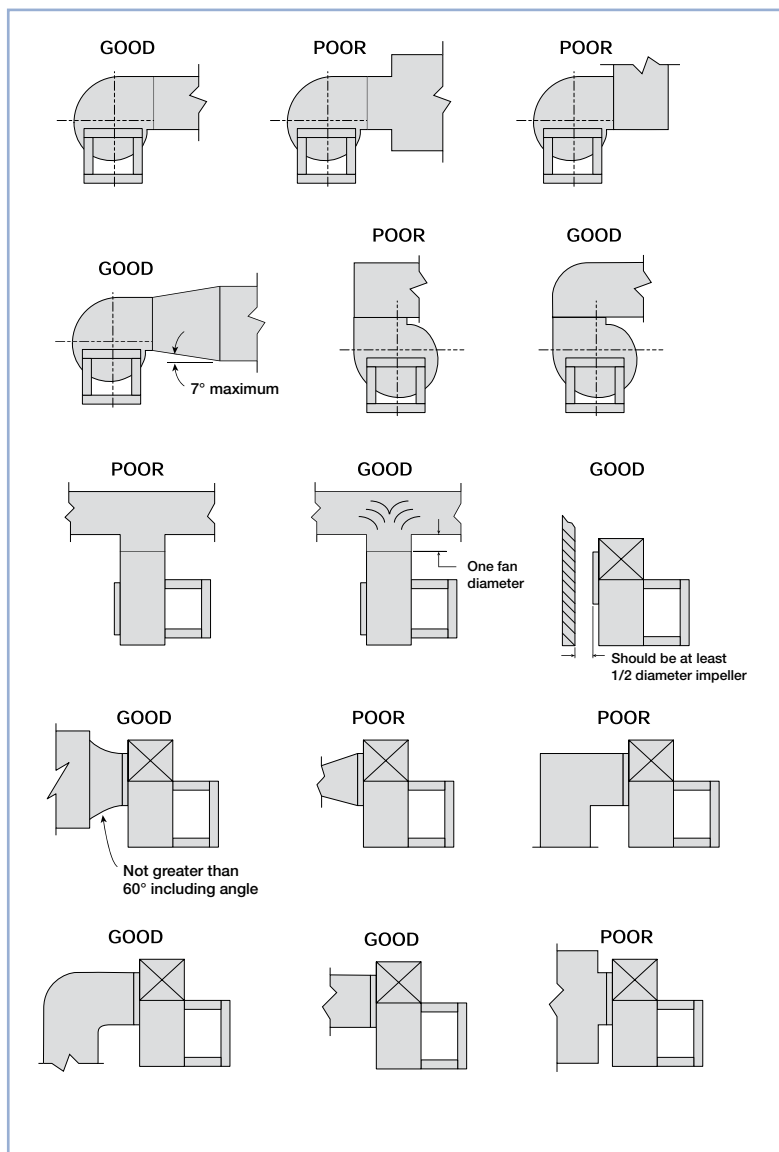 GOOD
POOR
POOR
GOOD
7° maximum
POOR
GOOD
POOR
GOOD
One fan
diameter
GOOD
Should be at least
1/2 diameter impeller
GOOD
Not greater than
60° including angle
POOR
POOR
GOOD
GOOD
POOR